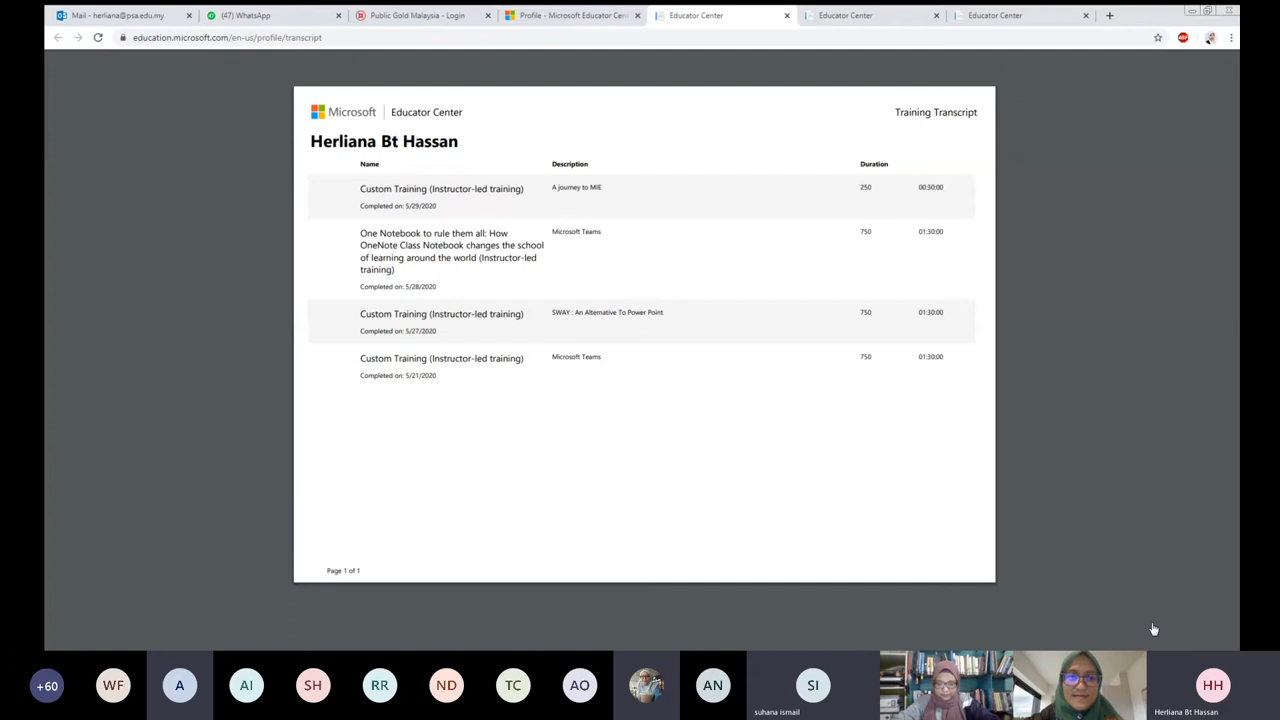 Mail - herliana@psa.edu.my
(47) WhatsApp
Public Gold Malaysia - Login
Profile - Microsoft Educator Cen
Educator Center
Educator Center
Educator Center
education.microsoft.com/en-us/profile/transcript
ABP
Microsoft
Educator Center
Training Transcript
Herliana Bt Hassan
Name Description Duration
Custom Training (Instructor-led training) A journey to MIE 250 00:30:00
Completed on: 5/29/2020
One Notebook to rule them all: How Microsoft Teams 750 01:30:00
OneNote Class Notebook changes the school
of learning around the world (Instructor-led
training)
Completed on: 5/28/2020
Custom Training (Instructor-led training) SWAY : An Alternative To Power Point 750 01:30:00
Completed on: 5/27/2020
Custom Training (Instructor-led training) Microsoft Teams 750 01:30:00
Completed on: 5/21/2020
Page 1 of 1
+60 WF A AI SH RR ND TC AO AN SI HH
suhana ismail
Herliana Bt Hassan